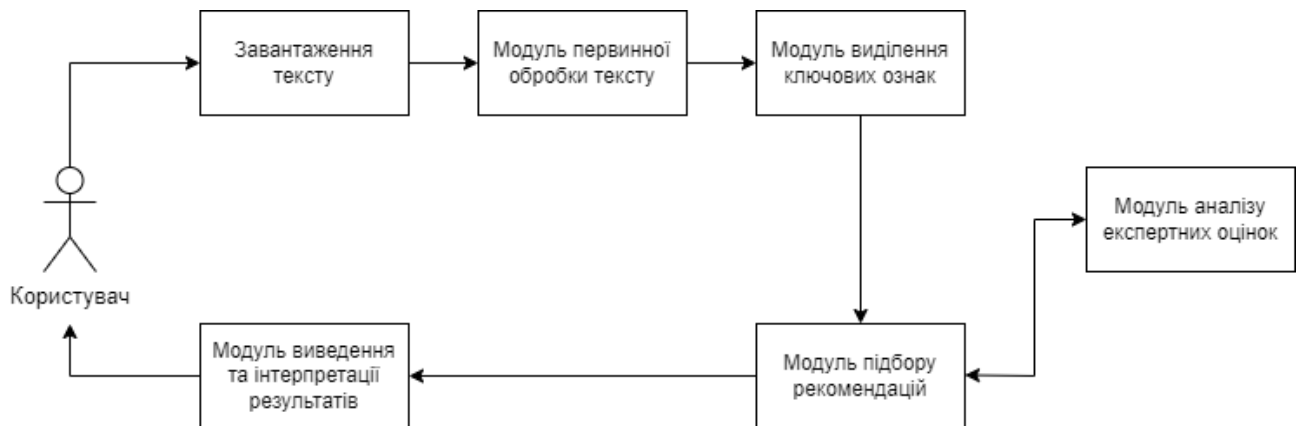 Завантаження
тексту
Модуль первинної
обробки тексту
Модуль виділення
ключових ознак
Модуль аналізу
експертних оцінок
Користувач
Модуль виведення
та інтерпретації
результатів
Модуль підбору
рекомендацій